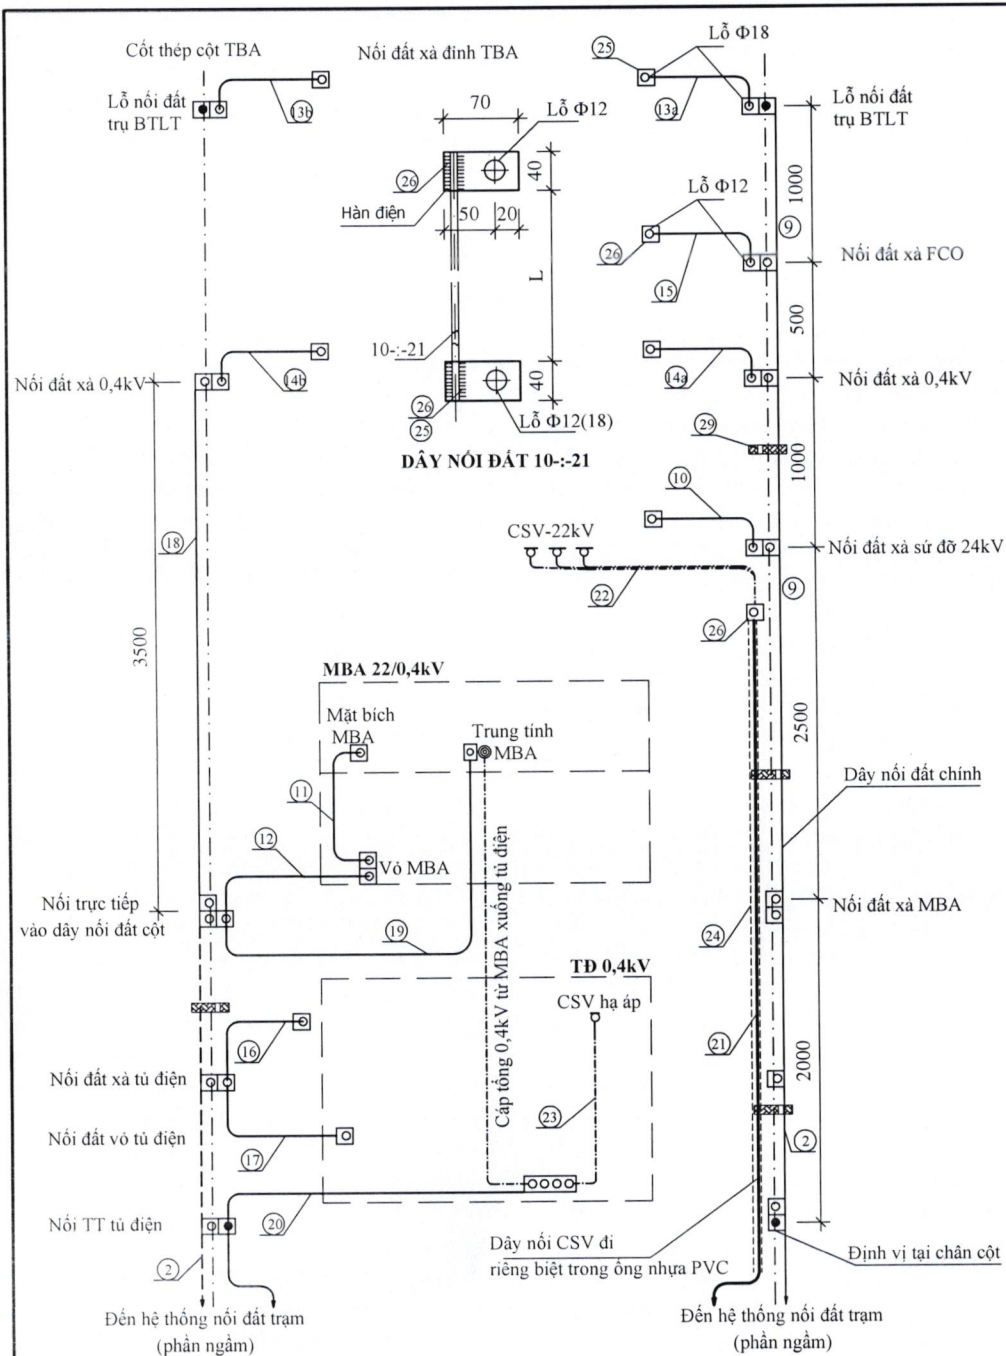 Cốt thép cột TBA
Nối đất xà đỉnh TBA
25
Lỗ Φ18
13b
13a
Lỗ nối đất
trụ BTLT
70
Lỗ Φ12
Lỗ nối đất
trụ BTLT
26
40
Hàn điện
50
20
1000
Lỗ Φ12
9
26
15
Nối đất xà FCO
L
500
10-:-21
Nối đất xà 0,4kV
14b
26
25
40
Lỗ Φ12(18)
14a
Nối đất xà 0,4kV
DÂY NỐI ĐẤT 10-:-21
29
1000
10
18
CSV-22kV
22
Nối đất xà sứ đỡ 24kV
9
26
3500
MBA 22/0,4kV
Mặt bích
MBA
Trung tính
MBA
2500
11
Dây nối đất chính
12
Vỏ MBA
Nối trực tiếp
vào dây nối đất cột
19
Cáp tổng 0,4kV từ MBA xuống tủ điện
24
Nối đất xà MBA
TĐ 0,4kV
CSV hạ áp
16
21
2000
Nối đất xà tủ điện
Nối đất vỏ tủ điện
17
23
2
Nối TT tủ điện
20
2
Dây nối CSV đi
riêng biệt trong ống nhựa PVC
Định vị tại chân cột
Đến hệ thống nối đất trạm
(phần ngầm)
Đến hệ thống nối đất trạm
(phần ngầm)